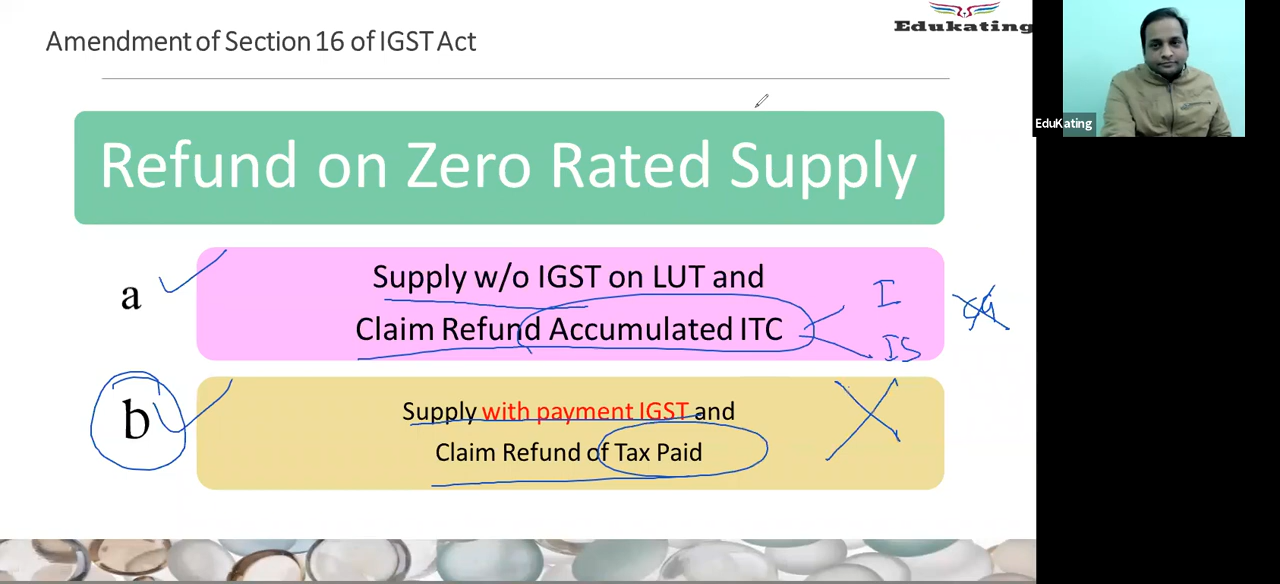 Amendment of Section 16 of IGST Act
Edukating
EduKating
Refund on Zero Rated Supply
a
Supply w/o IGST on LUT and
Claim Refund Accumulated ITC
I
IS
b
Supply with payment IGST and
Claim Refund of Tax Paid